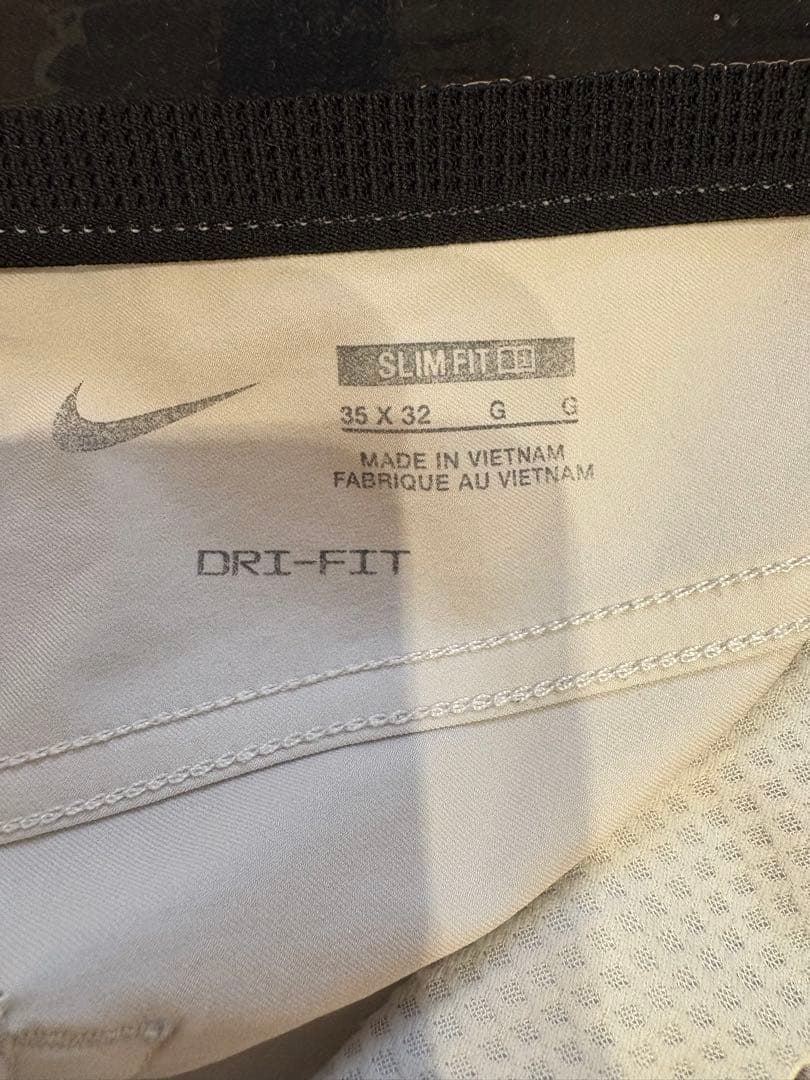 SLIM FIT
35 X 32 G G
MADE IN VIETNAM
FABRIQUE AU VIETNAM
DRI-FIT